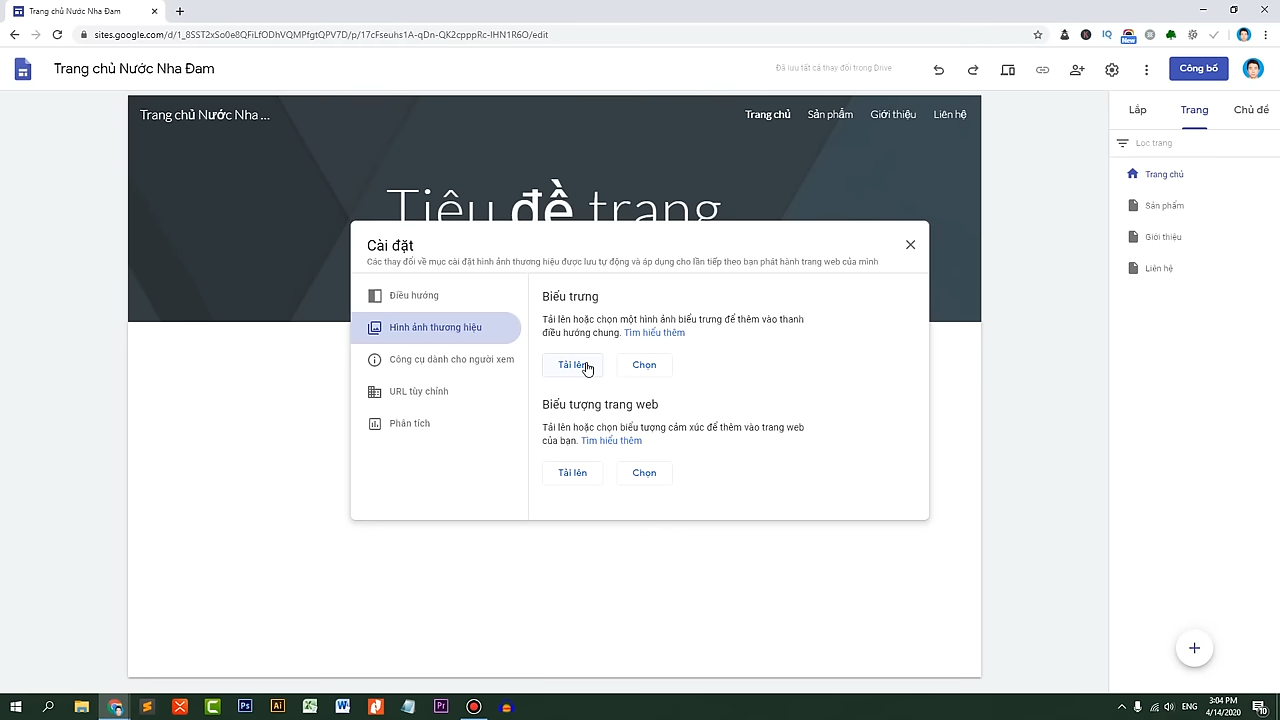 Trang chủ Nước Nha Đam
sites.google.com/d/1_8SST2xSo0e8QFiLfODhVQMPfgtQPV7D/p/17cFseuhs1A-qDn-QK2cpppRc-IHN1R6O/edit
IQ
New
Trang chủ Nước Nha Đam
Đã lưu tất cả thay đổi trong Drive
Công bố
Trang chủ Nước Nha ...
Trang chủ Sản phẩm Giới thiệu Liên hệ
Tiêu đề trang
Lắp Trang Chủ đề
Lọc trang
Trang chủ
Sản phẩm
Giới thiệu
Liên hệ
Cài đặt
Các thay đổi về mục cài đặt hình ảnh thương hiệu được lưu tự động và áp dụng cho lần tiếp theo bạn phát hành trang web của mình
Điều hướng
Hình ảnh thương hiệu
Công cụ dành cho người xem
URL tùy chỉnh
Phân tích
Biểu trưng
Tải lên hoặc chọn một hình ảnh biểu trưng để thêm vào thanh
điều hướng chung. Tìm hiểu thêm
Tải lên Chọn
Biểu tượng trang web
Tải lên hoặc chọn biểu tượng cảm xúc để thêm vào trang web
của bạn. Tìm hiểu thêm
Tải lên Chọn
Ps Ai Pr
ENG
3:04 PM
4/14/2020